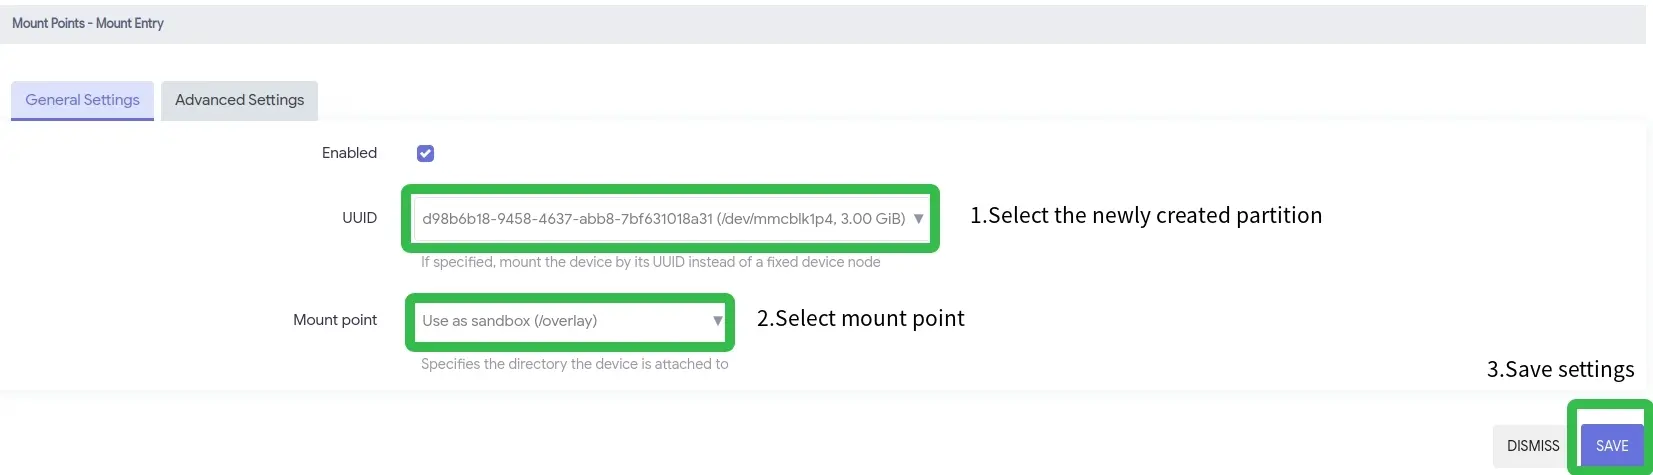 Mount Points - Mount Entry
General Settings
Advanced Settings
Enabled
UUID
d98b6b18-9458-4637-abb8-7bf631018a31 (/dev/mmcblk1p4, 3.00 GiB) ▼
1.Select the newly created partition
If specified, mount the device by its UUID instead of a fixed device node
Mount point
Use as sandbox (/overlay) ▼
2.Select mount point
Specifies the directory the device is attached to
3.Save settings
DISMISS
SAVE